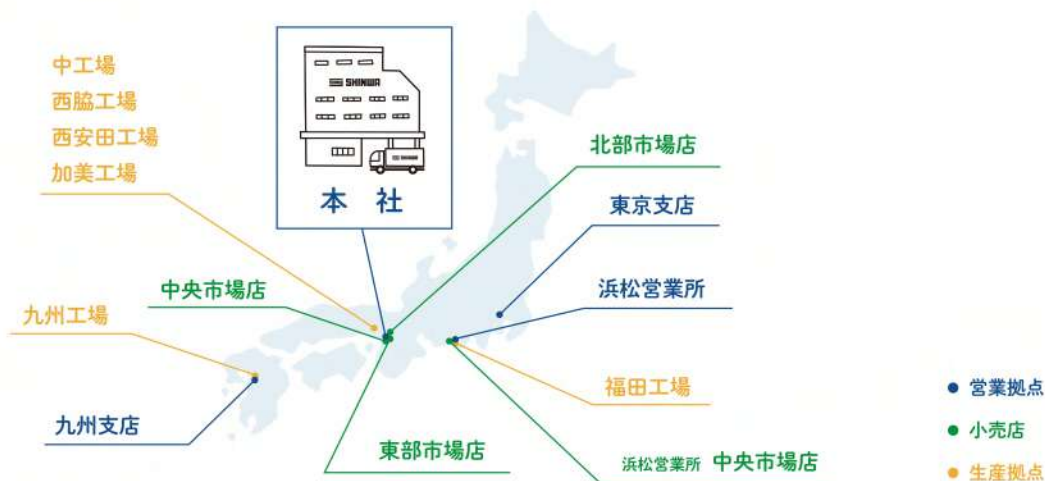 中工場
西脇工場
西安田工場
加美工場
SHINWA
SHINWA
本 社
北部市場店
東京支店
中央市場店
浜松営業所
九州工場
福田工場
九州支店
東部市場店
浜松営業所 中央市場店
営業拠点
小売店
生産拠点